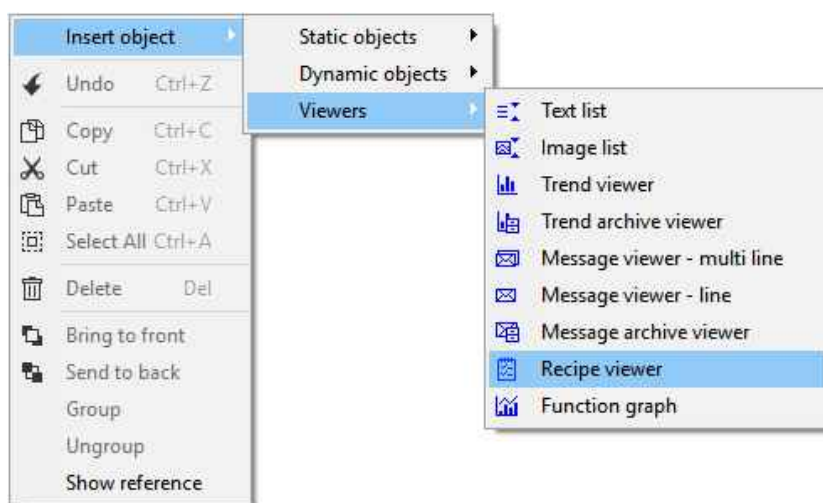 Insert object
Undo Ctrl+Z
Copy Ctrl+C
Cut Ctrl+X
Paste Ctrl+V
Select All Ctrl+A
Delete Del
Bring to front
Send to back
Group
Ungroup
Show reference
Static objects
Dynamic objects
Viewers
Text list
Image list
Trend viewer
Trend archive viewer
Message viewer - multi line
Message viewer - line
Message archive viewer
Recipe viewer
Function graph